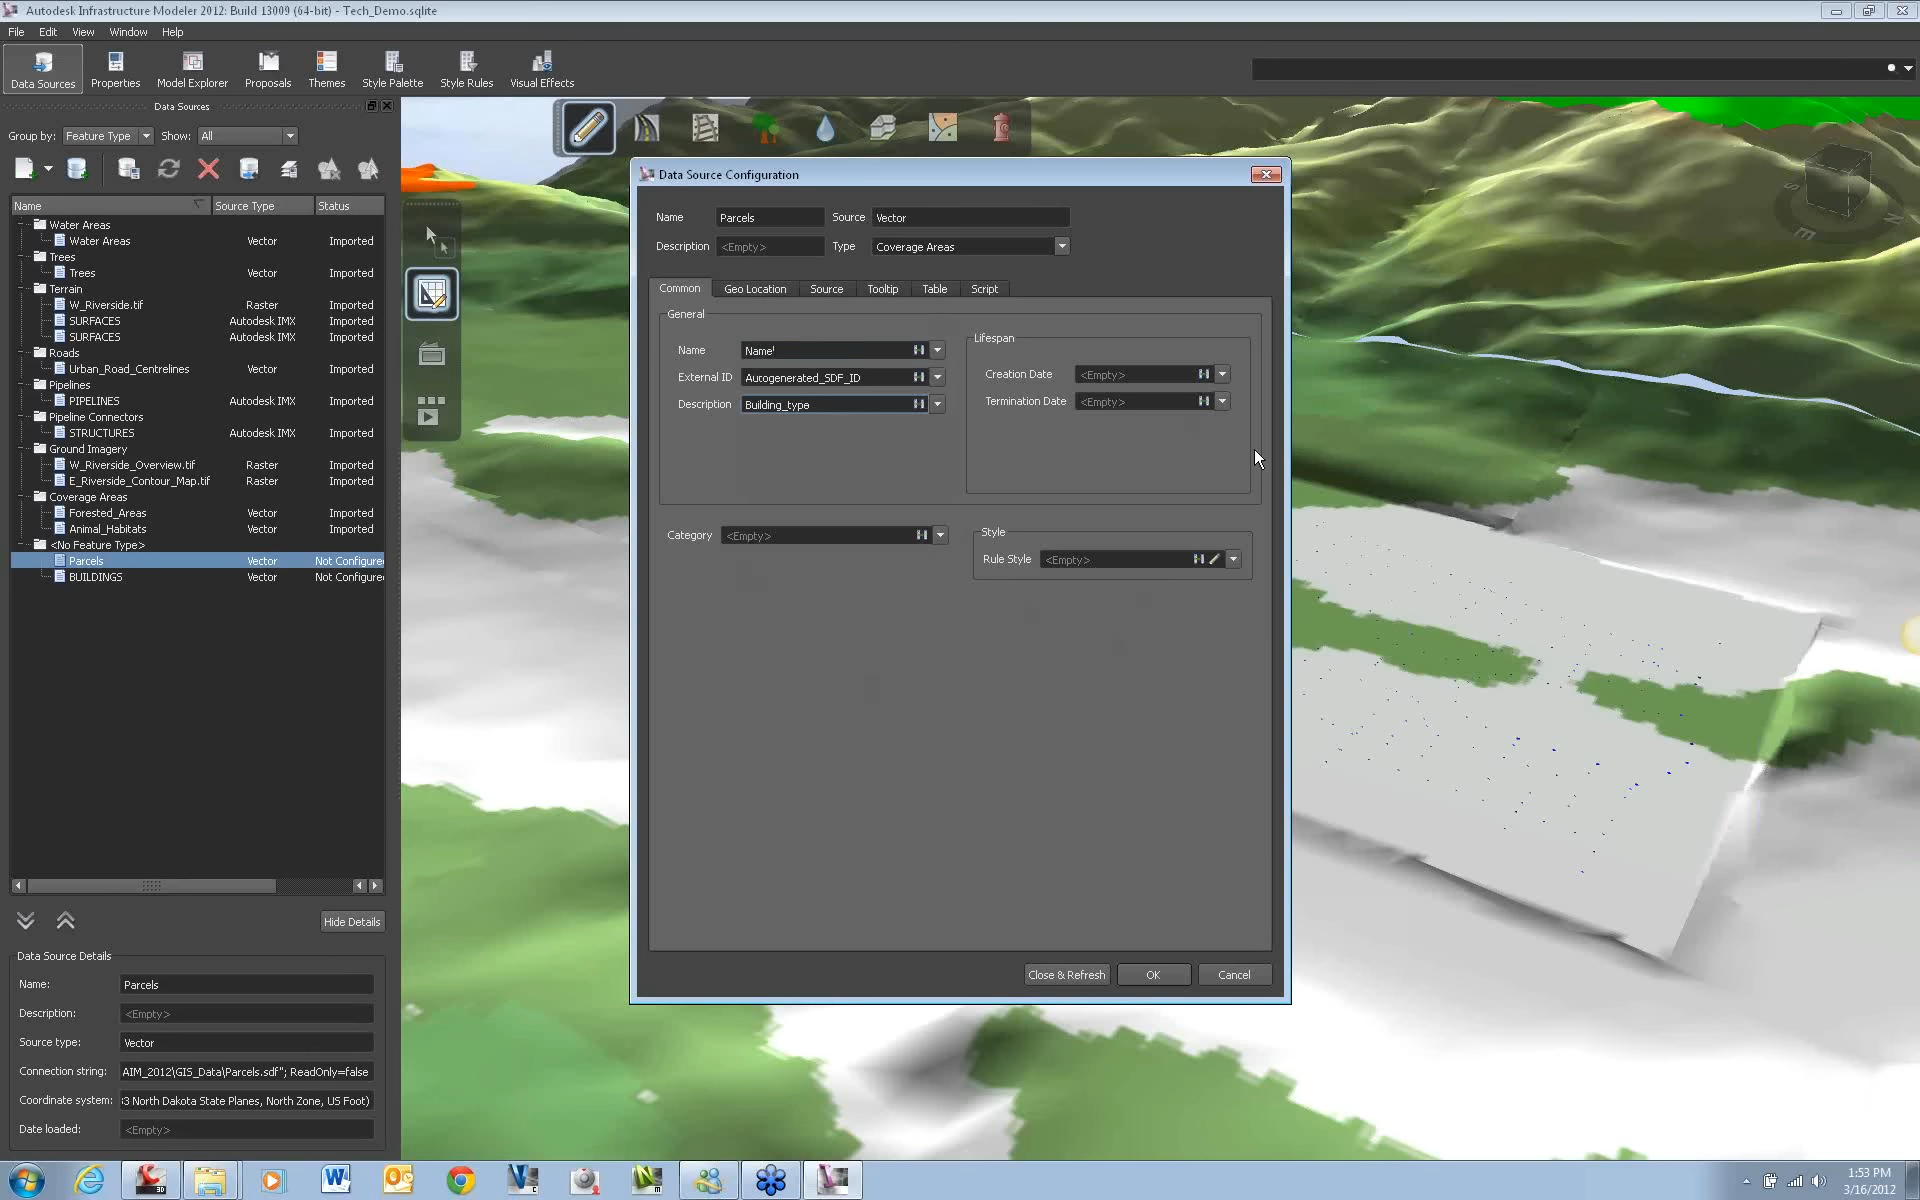 Autodesk Infrastructure Modeler 2012: Build 13009 (64-bit) - Tech_Demo.sqlite
File Edit View Window Help
Data Sources Properties Model Explorer Proposals Themes Style Palette Style Rules Visual Effects
Data Sources
Group by: Feature Type Show: All
Name Source Type Status
Water Areas
Water Areas Vector Imported
Trees
Trees Vector Imported
Terrain
W_Riverside.tif Raster Imported
SURFACES Autodesk IMX Imported
SURFACES Autodesk IMX Imported
Roads
Urban_Road_Centrelines Vector Imported
Pipelines
PIPELINES Autodesk IMX Imported
Pipeline Connectors
STRUCTURES Autodesk IMX Imported
Ground Imagery
W_Riverside_Overview.tif Raster Imported
E_Riverside_Contour_Map.tif Raster Imported
Coverage Areas
Forested_Areas Vector Imported
Animal_Habitats Vector Imported
<No Feature Type>
Parcels Vector Not Configure
BUILDINGS Vector Not Configure
Hide Details
Data Source Details
Name: Parcels
Description: <Empty>
Source type: Vector
Connection string: AIM_2012\GIS_Data\Parcels.sdf"; ReadOnly=false
Coordinate system: :3 North Dakota State Planes, North Zone, US Foot)
Date loaded: <Empty>
Data Source Configuration
Name Parcels Source Vector
Description <Empty> Type Coverage Areas
Common Geo Location Source Tooltip Table Script
General
Name Name'
External ID Autogenerated_SDF_ID
Description Building_type
Lifespan
Creation Date <Empty>
Termination Date <Empty>
Category <Empty>
Style
Rule Style <Empty>
Close & Refresh OK Cancel
S E N
1:53 PM
3/16/2012